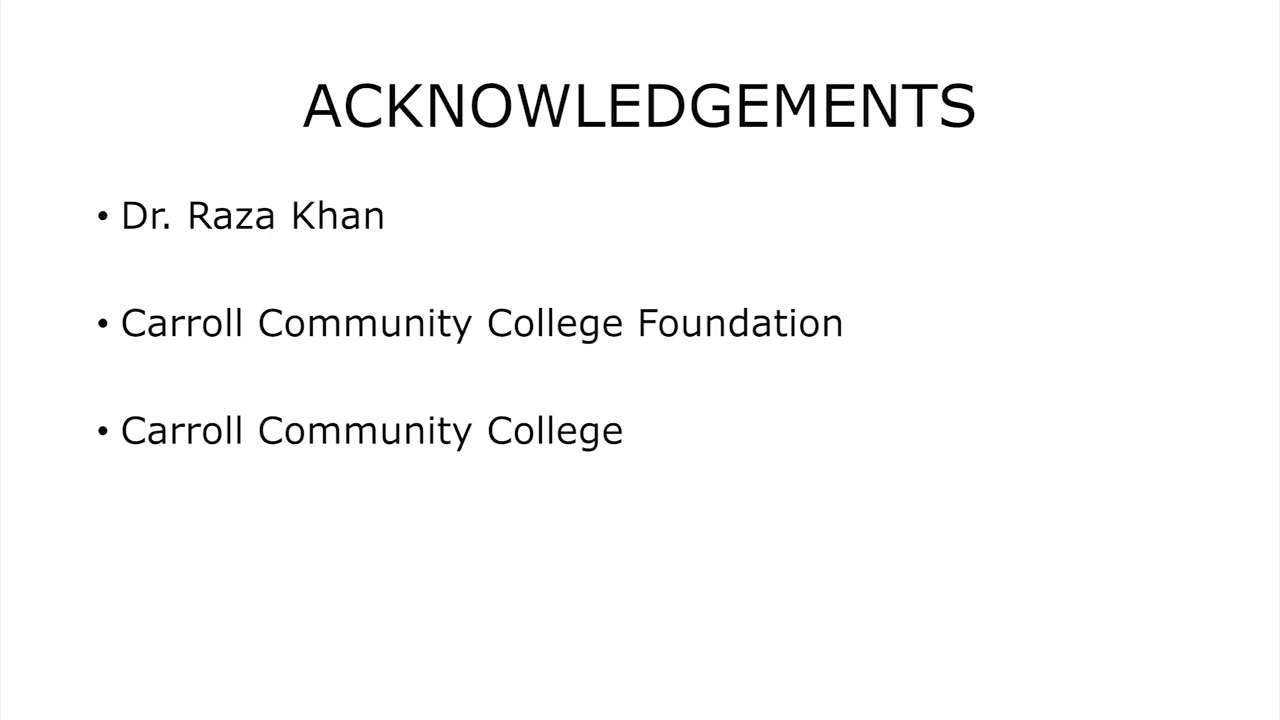 ACKNOWLEDGEMENTS
• Dr. Raza Khan
• Carroll Community College Foundation
• Carroll Community College